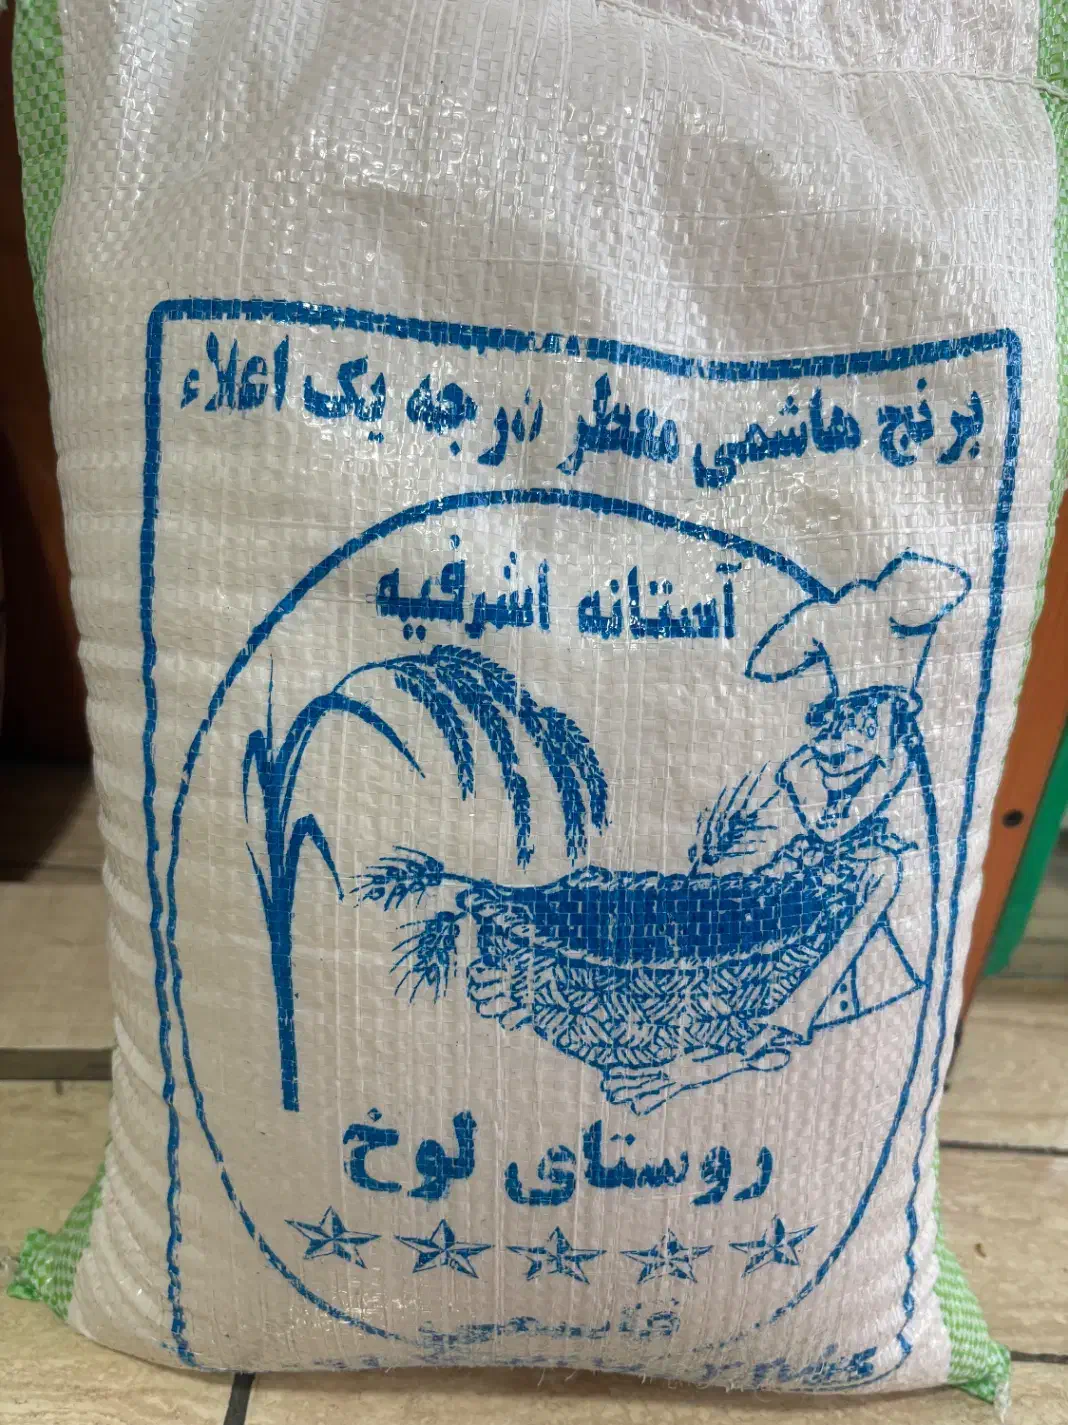 برنج هاشمی معطر درجه یک اعلاء
آستانه اشرفیه
روستای لوخ